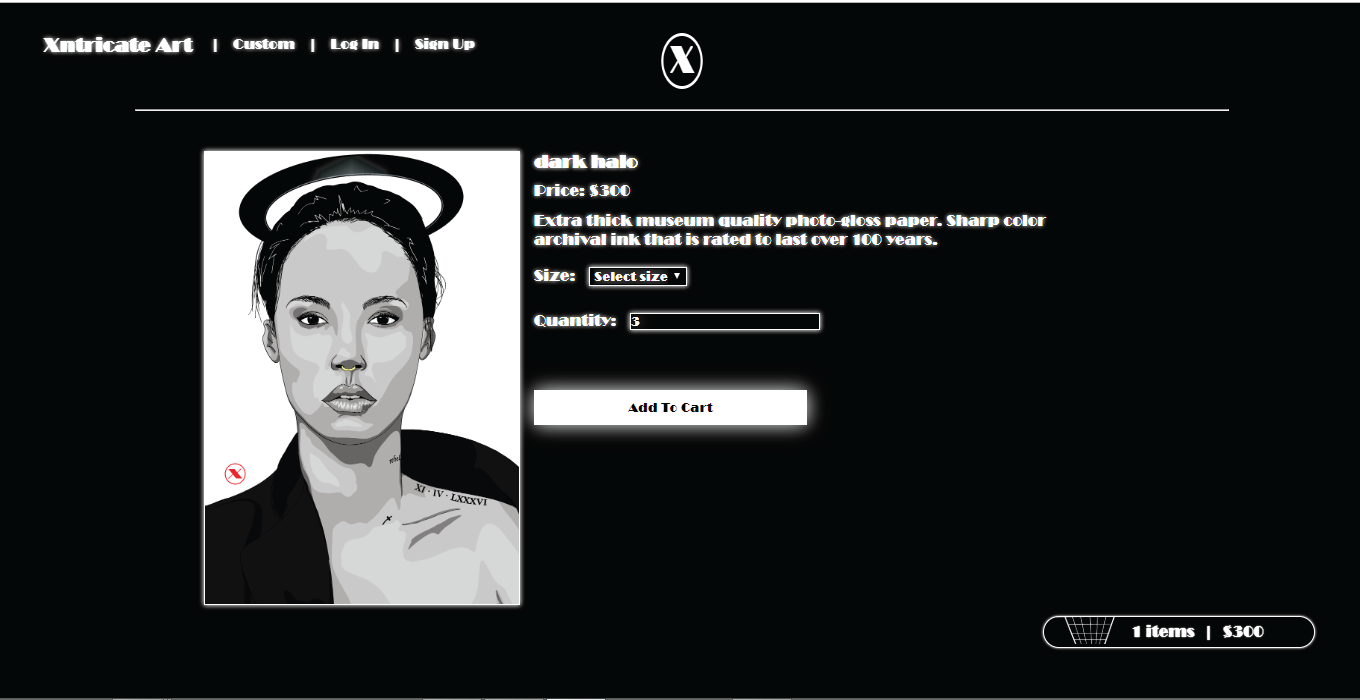 Xntricate Art | Custom | Log In | Sign Up
X
dark halo
Price: $300
Extra thick museum quality photo-gloss paper. Sharp color
archival ink that is rated to last over 100 years.
Size: Select size ▼
Quantity: 3
Add To Cart
rebel
X
XI · IV · LXXXVI
1 items | $300